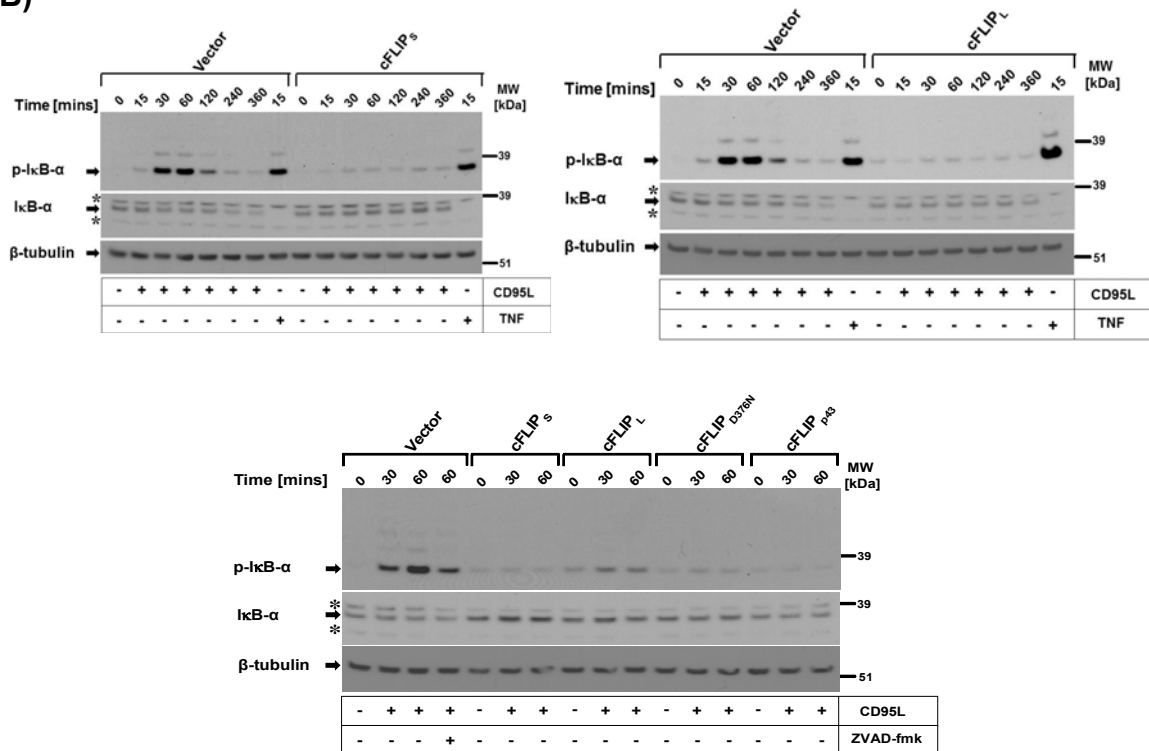 B)
Vector cFLIPS MW [kDa]
Time [mins] 0 15 30 60 120 240 360 15 0 15 30 60 120 240 360 15
p-IκB-α 39
* IκB-α * 39
β-tubulin 51
- + + + + + + - - + + + + + + - CD95L
- - - - - - - + - - - - - - - + TNF
Vector cFLIPL MW [kDa]
Time [mins] 0 15 30 60 120 240 360 15 0 15 30 60 120 240 360 15
p-IκB-α 39
* IκB-α * 39
β-tubulin 51
- + + + + + + - - + + + + + + - CD95L
- - - - - - - + - - - - - - - + TNF
Vector cFLIPS cFLIPL cFLIPD376N cFLIPp43 MW [kDa]
Time [mins] 0 30 60 60 0 30 60 0 30 60 0 30 60 0 30 60
p-IκB-α 39
* IκB-α * 39
β-tubulin 51
- + + + - + + - + + - + + - + + CD95L
- - - + - - - - - - - - - - - - ZVAD-fmk